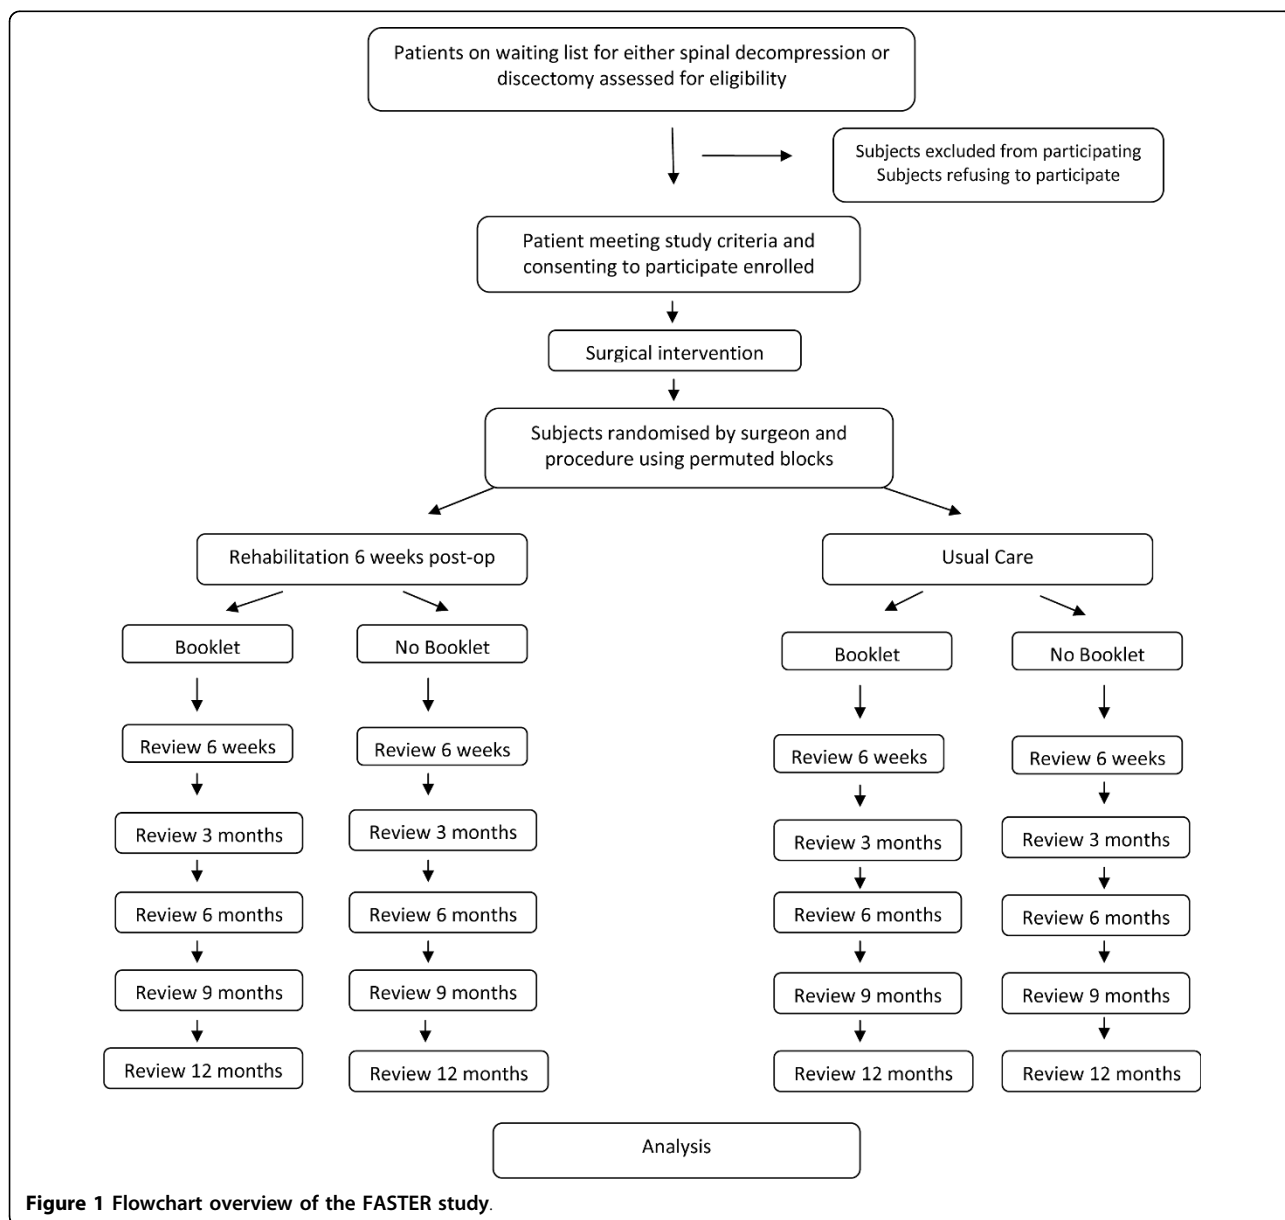 Patients on waiting list for either spinal decompression or
discectomy assessed for eligibility
Subjects excluded from participating
Subjects refusing to participate
Patient meeting study criteria and
consenting to participate enrolled
Surgical intervention
Subjects randomised by surgeon and
procedure using permuted blocks
Rehabilitation 6 weeks post-op
Usual Care
Booklet
No Booklet
Booklet
No Booklet
Review 6 weeks
Review 6 weeks
Review 6 weeks
Review 6 weeks
Review 3 months
Review 3 months
Review 3 months
Review 3 months
Review 6 months
Review 6 months
Review 6 months
Review 6 months
Review 9 months
Review 9 months
Review 9 months
Review 9 months
Review 12 months
Review 12 months
Review 12 months
Review 12 months
Analysis
Figure 1 Flowchart overview of the FASTER study.